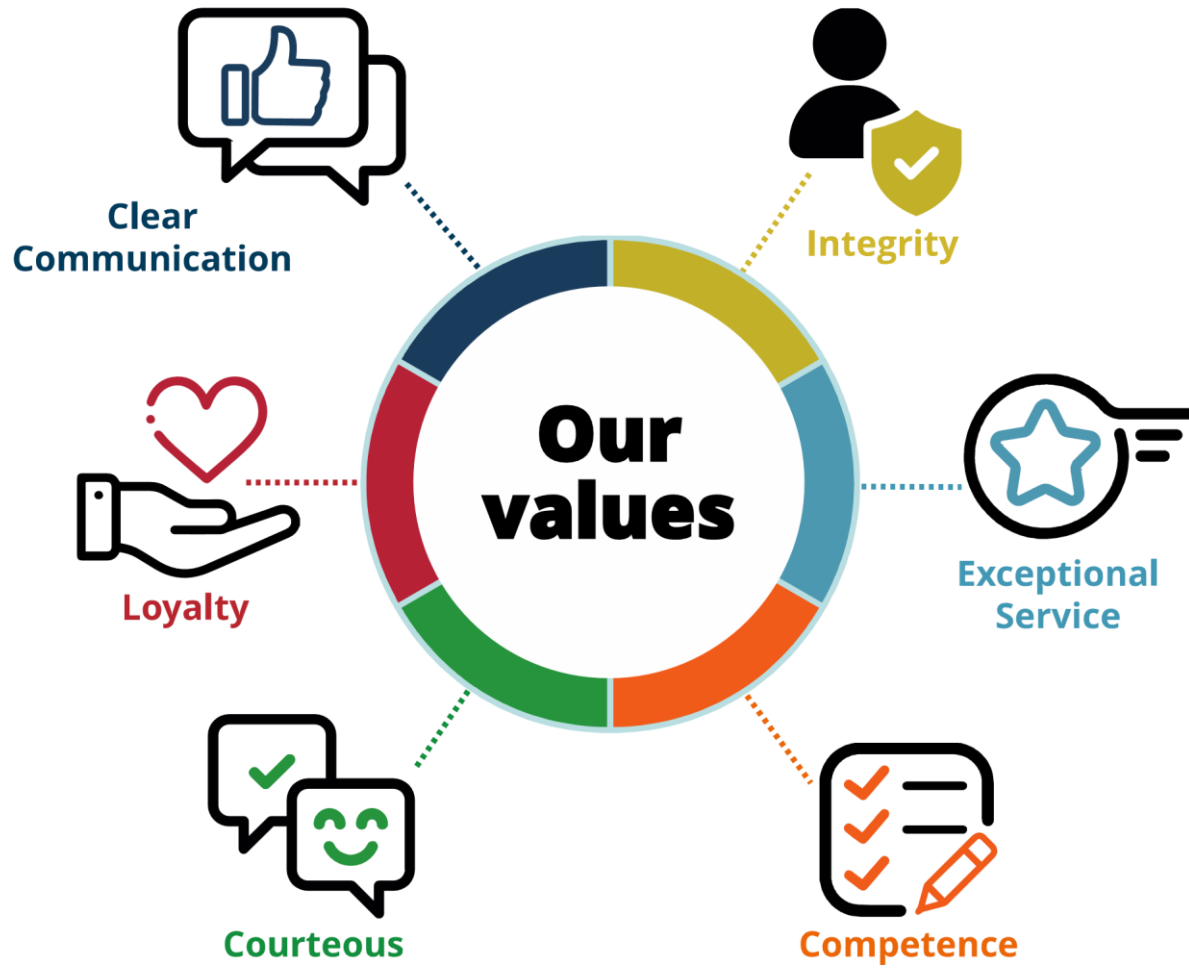 Clear
Communication
Integrity
Our
values
Loyalty
Exceptional
Service
Courteous
Competence